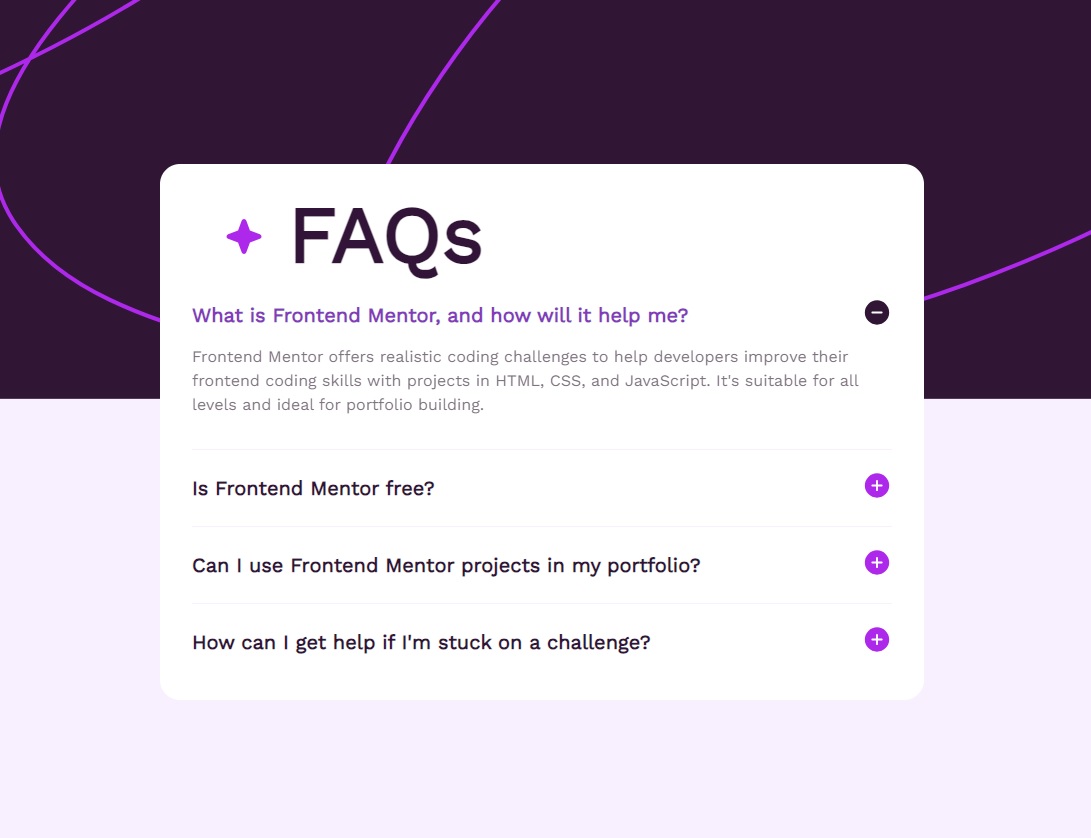 FAQs
What is Frontend Mentor, and how will it help me?
Frontend Mentor offers realistic coding challenges to help developers improve their
frontend coding skills with projects in HTML, CSS, and JavaScript. It's suitable for all
levels and ideal for portfolio building.
Is Frontend Mentor free?
Can I use Frontend Mentor projects in my portfolio?
How can I get help if I'm stuck on a challenge?